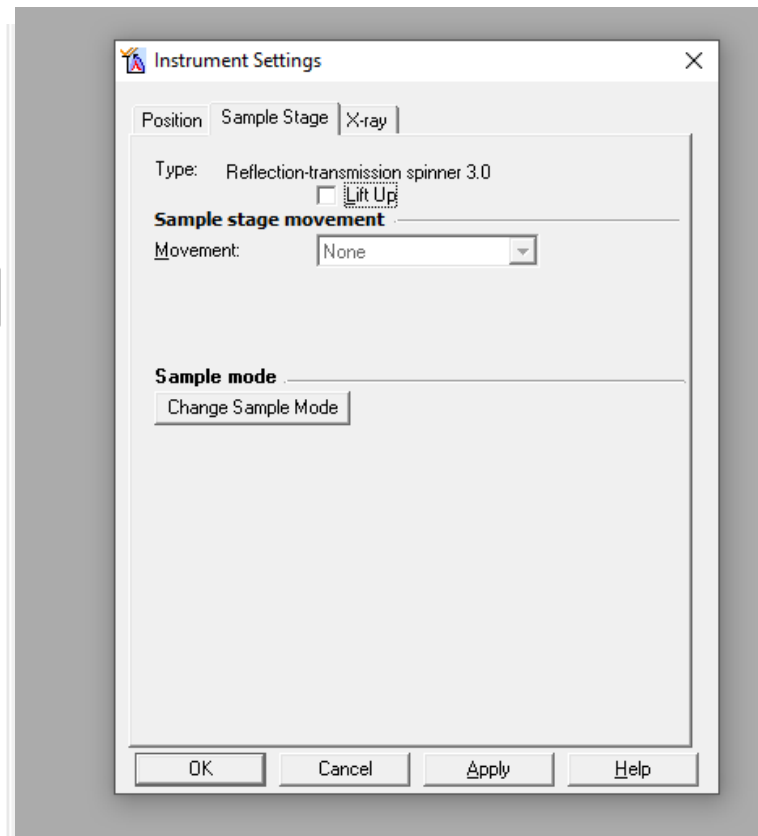 Instrument Settings
Position Sample Stage X-ray
Type: Reflection-transmission spinner 3.0
Lift Up
Sample stage movement
Movement: None
Sample mode
Change Sample Mode
OK Cancel Apply Help